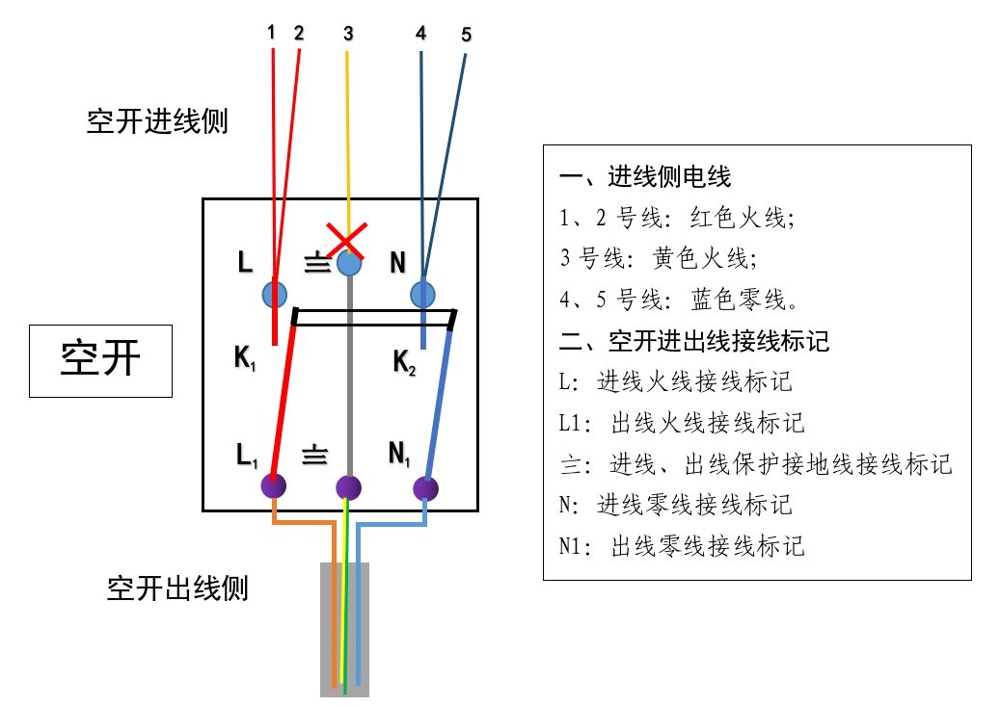 1 2 3 4 5
空开进线侧
L 亖 N
K1 K2
空开
L1 亖 N1
空开出线侧
一、进线侧电线
1、2 号线：红色火线；
3 号线：黄色火线；
4、5 号线：蓝色零线。
二、空开进出线接线标记
L：进线火线接线标记
L1：出线火线接线标记
亖：进线、出线保护接地线接线标记
N：进线零线接线标记
N1：出线零线接线标记